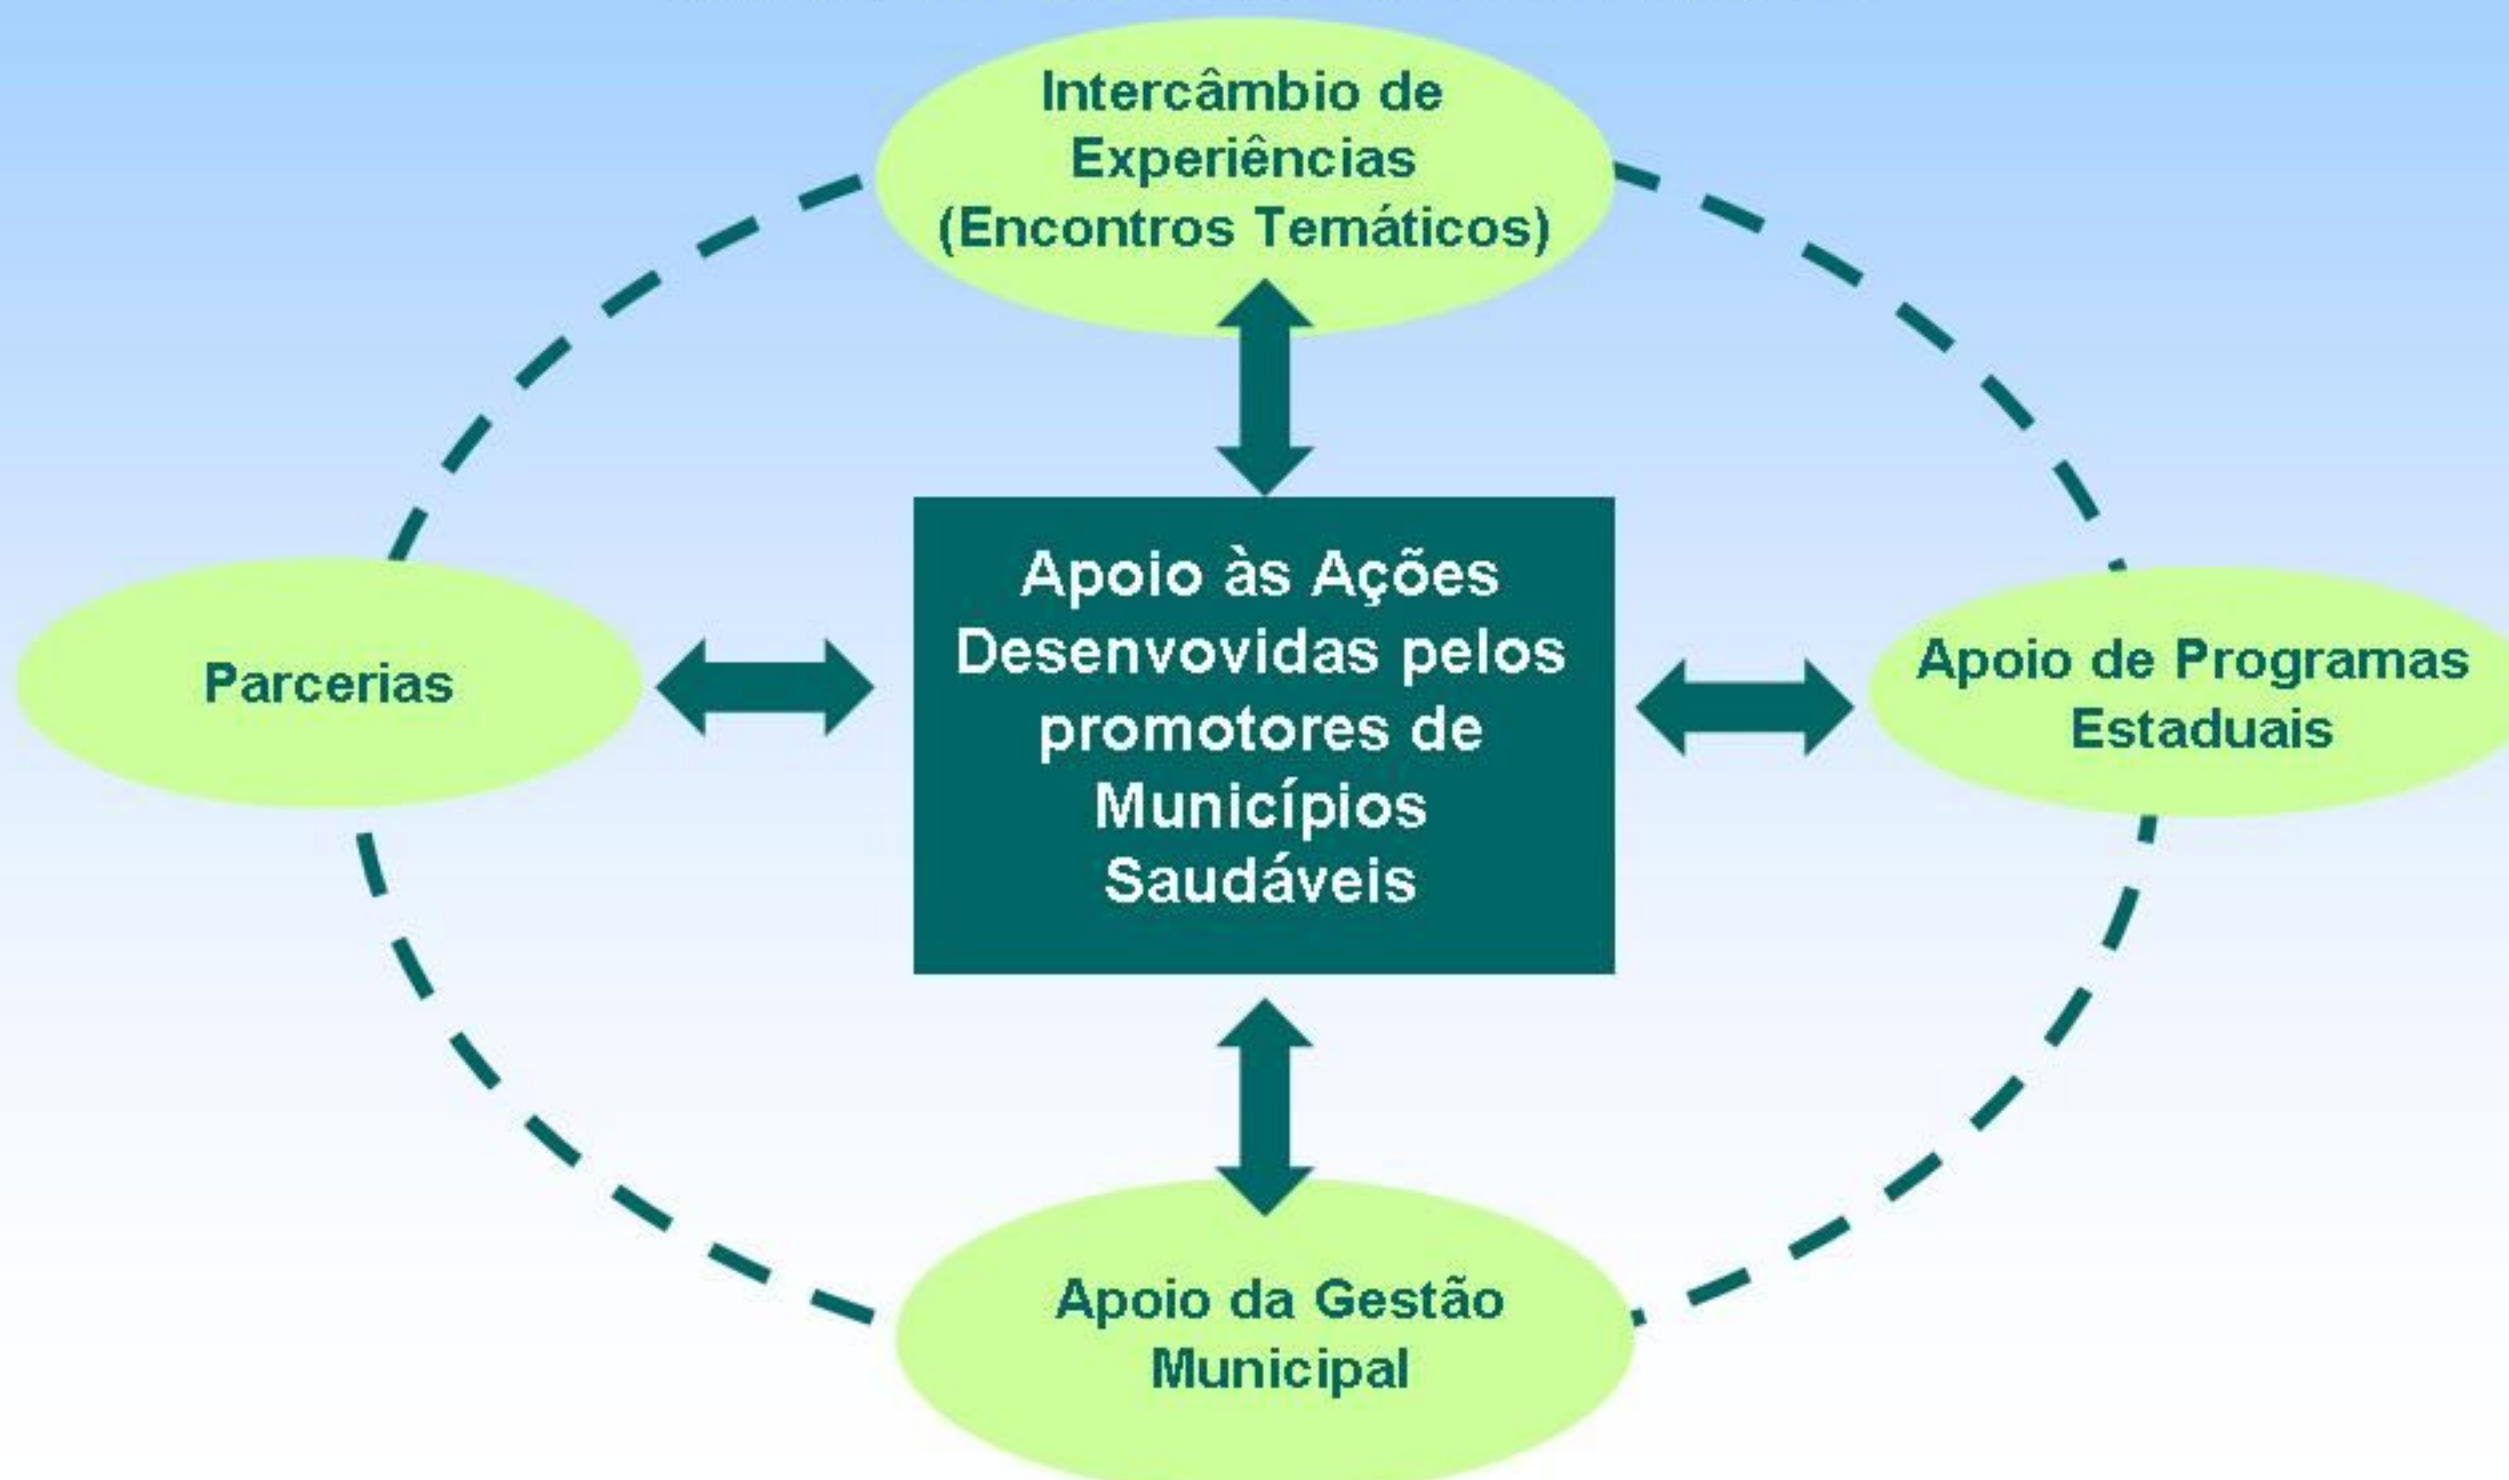 Intercâmbio de
Experiências
(Encontros Temáticos)
Apoio às Ações
Desenvovidas pelos
promotores de
Municípios
Saudáveis
Parcerias
Apoio de Programas
Estaduais
Apoio da Gestão
Municipal